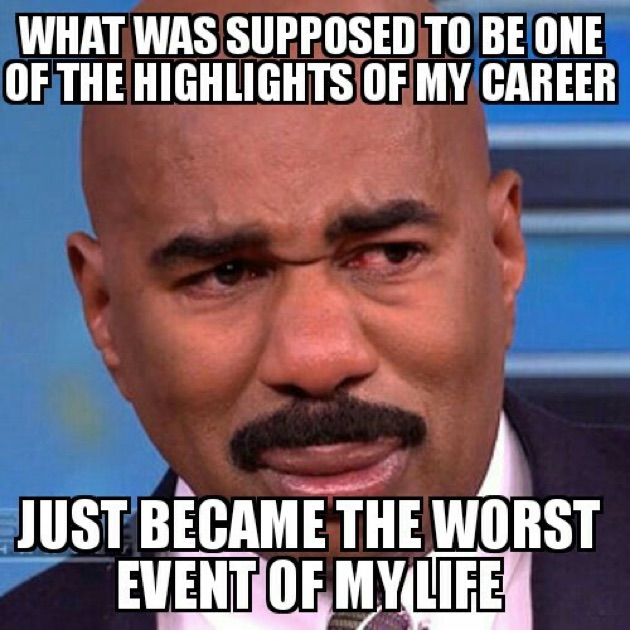 WHAT WAS SUPPOSED TO BE ONE
OF THE HIGHLIGHTS OF MY CAREER
JUST BECAME THE WORST
EVENT OF MY LIFE